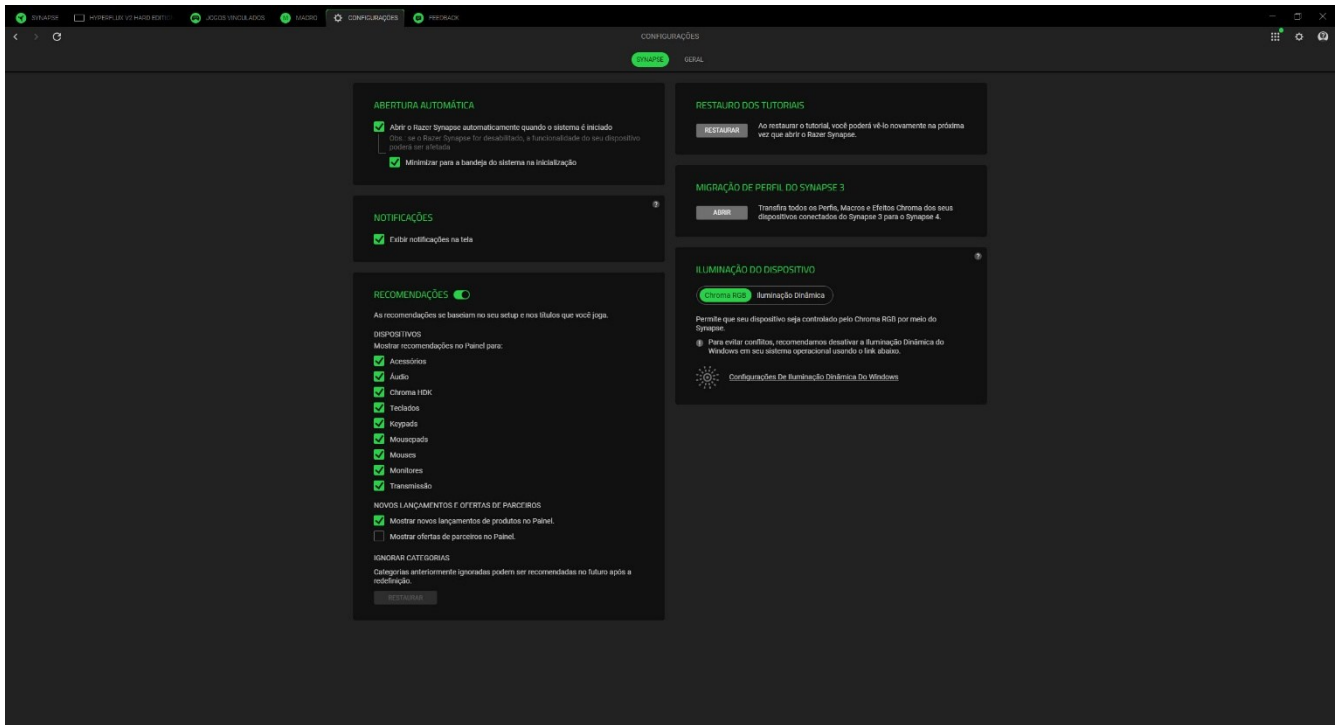 SYNAPSE
HYPERFLUX V2 HARD EDITION
JOGOS VINCULADOS
MACRO
CONFIGURAÇÕES
FEEDBACK
CONFIGURAÇÕES
SYNAPSE
GERAL
ABERTURA AUTOMÁTICA
Abrir o Razer Synapse automaticamente quando o sistema é iniciado
Obs.: se o Razer Synapse for desabilitado, a funcionalidade do seu dispositivo
poderá ser afetada
Minimizar para a bandeja do sistema na inicialização
NOTIFICAÇÕES
Exibir notificações na tela
RECOMENDAÇÕES
As recomendações se baseiam no seu setup e nos títulos que você joga.
DISPOSITIVOS
Mostrar recomendações no Painel para:
Acessórios
Áudio
Chroma HDK
Teclados
Keypads
Mousepads
Mouses
Monitores
Transmissão
NOVOS LANÇAMENTOS E OFERTAS DE PARCEIROS
Mostrar novos lançamentos de produtos no Painel.
Mostrar ofertas de parceiros no Painel.
IGNORAR CATEGORIAS
Categorias anteriormente ignoradas podem ser recomendadas no futuro após a
redefinição.
RESTAURAR
RESTAURO DOS TUTORIAIS
RESTAURAR
Ao restaurar o tutorial, você poderá vê-lo novamente na próxima
vez que abrir o Razer Synapse.
MIGRAÇÃO DE PERFIL DO SYNAPSE 3
ABRIR
Transfira todos os Perfis, Macros e Efeitos Chroma dos seus
dispositivos conectados do Synapse 3 para o Synapse 4.
ILUMINAÇÃO DO DISPOSITIVO
Chroma RGB
Iluminação Dinâmica
Permite que seu dispositivo seja controlado pelo Chroma RGB por meio do
Synapse.
Para evitar conflitos, recomendamos desativar a Iluminação Dinâmica do
Windows em seu sistema operacional usando o link abaixo.
Configurações De Iluminação Dinâmica Do Windows